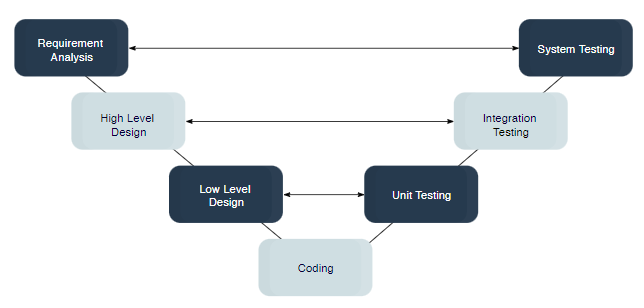 Requirement
Analysis
System Testing
High Level
Design
Integration
Testing
Low Level
Design
Unit Testing
Coding